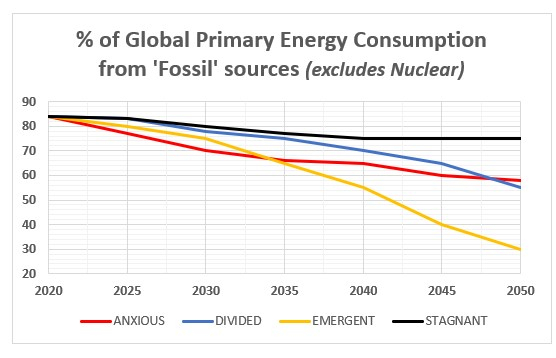 % of Global Primary Energy Consumption
from 'Fossil' sources (excludes Nuclear)
90
80
70
60
50
40
30
20
2020 2025 2030 2035 2040 2045 2050
ANXIOUS DIVIDED EMERGENT STAGNANT